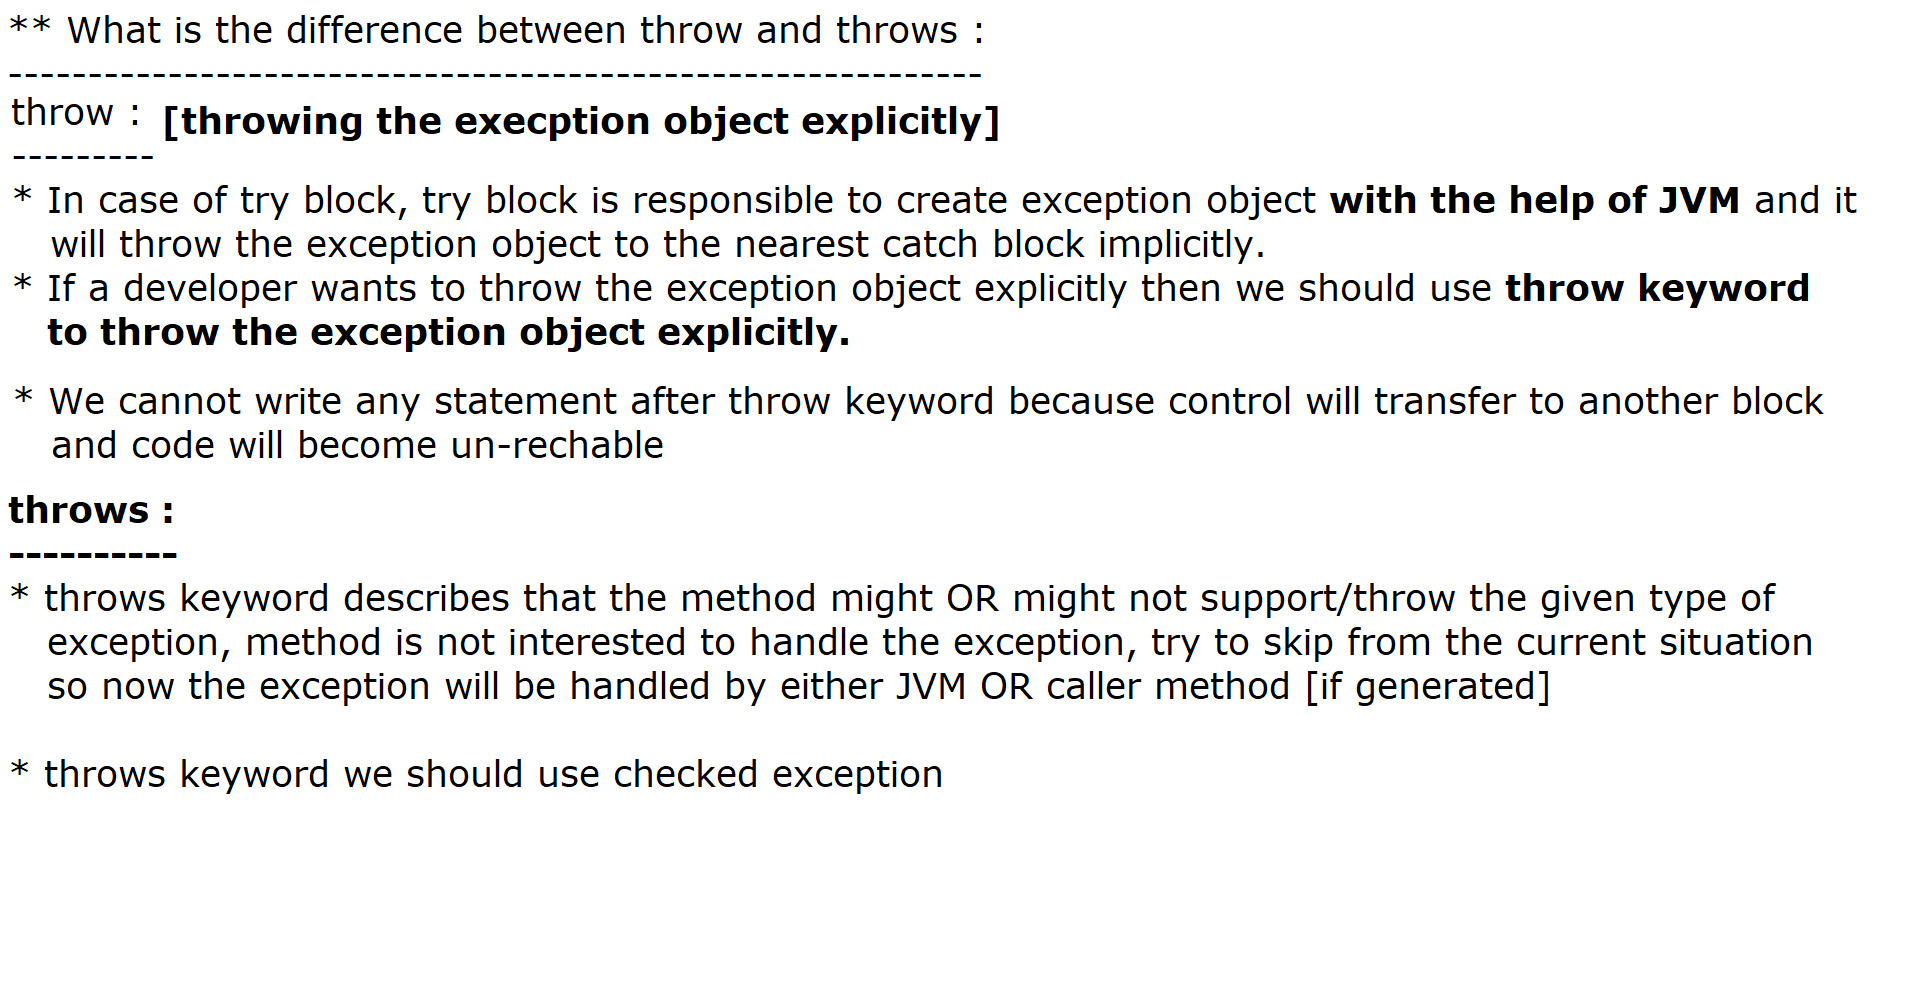 ** What is the difference between throw and throws :
-------------------------------------------------------------
throw : [throwing the execption object explicitly]
---------
* In case of try block, try block is responsible to create exception object with the help of JVM and it
will throw the exception object to the nearest catch block implicitly.
* If a developer wants to throw the exception object explicitly then we should use throw keyword
to throw the exception object explicitly.
* We cannot write any statement after throw keyword because control will transfer to another block
and code will become un-rechable
throws :
----------
* throws keyword describes that the method might OR might not support/throw the given type of
exception, method is not interested to handle the exception, try to skip from the current situation
so now the exception will be handled by either JVM OR caller method [if generated]
* throws keyword we should use checked exception